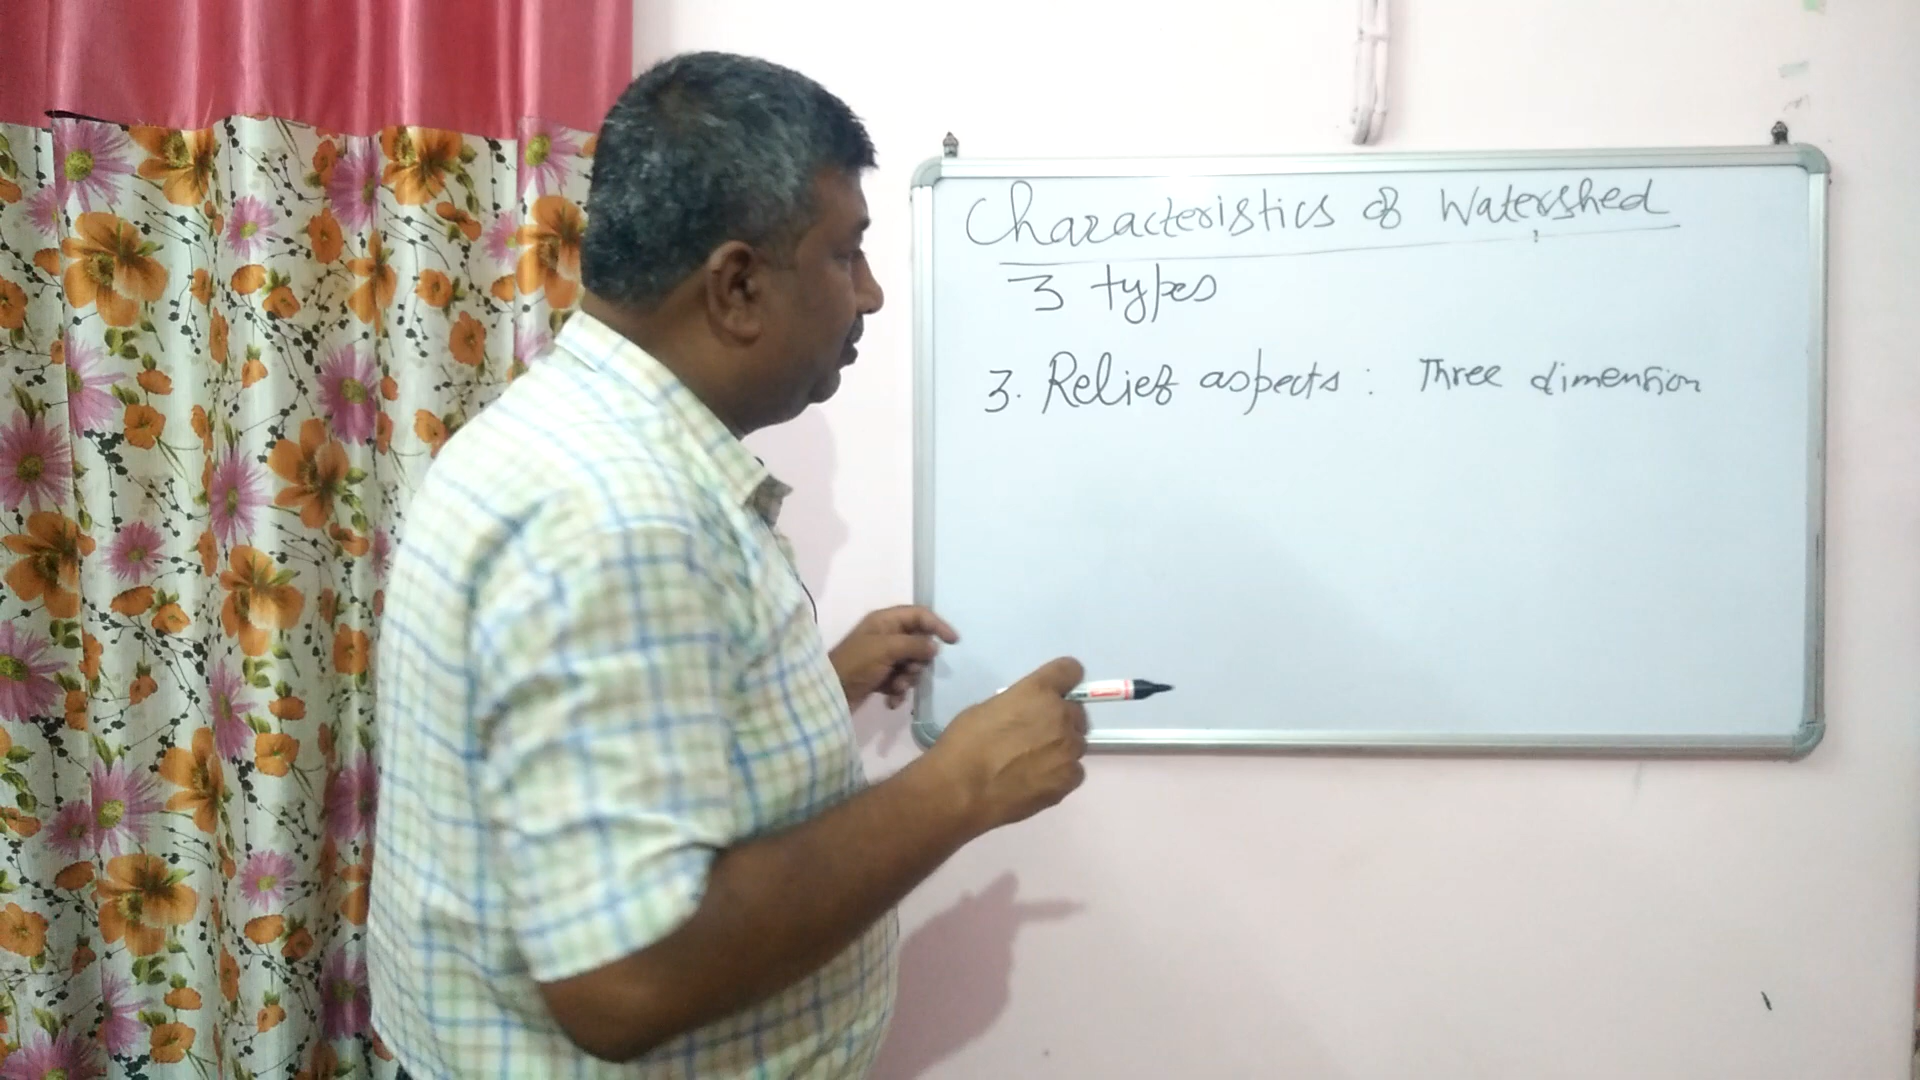 Characteristics of Watershed
3 types
3. Relief aspects : Three dimension